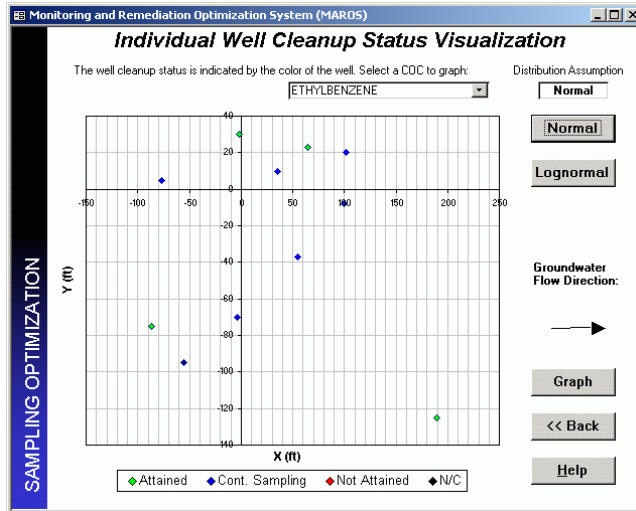 Monitoring and Remediation Optimization System (MAROS)
Individual Well Cleanup Status Visualization
The well cleanup status is indicated by the color of the well. Select a COC to graph:
Distribution Assumption
ETHYLBENZENE
Normal
Normal
Lognormal
40
20
0
-150 -100 -50 0 50 100 150 200 250
-20
-40
-60
-80
-100
-120
140
Y (ft)
X (ft)
SAMPLING OPTIMIZATION
Groundwater
Flow Direction:
Graph
<< Back
Help
Attained Cont. Sampling Not Attained N/C